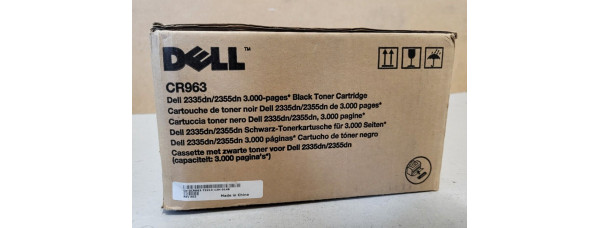 DELL™
CR963
Dell 2335dn/2355dn 3.000-pages* Black Toner Cartridge
Cartouche de toner noir Dell 2335dn/2355dn de 3.000 pages*
Cartuccia toner nero Dell 2335dn/2355dn, 3.000 pagine*
Dell 2335dn/2355dn Schwarz-Tonerkartusche für 3.000 Seiten*
Dell 2335dn/2355dn 3.000 páginas* Cartucho de tóner negro
Cassette met zwarte toner voor Dell 2335dn/2355dn
(capaciteit: 3.000 pagina's*)
Made in China